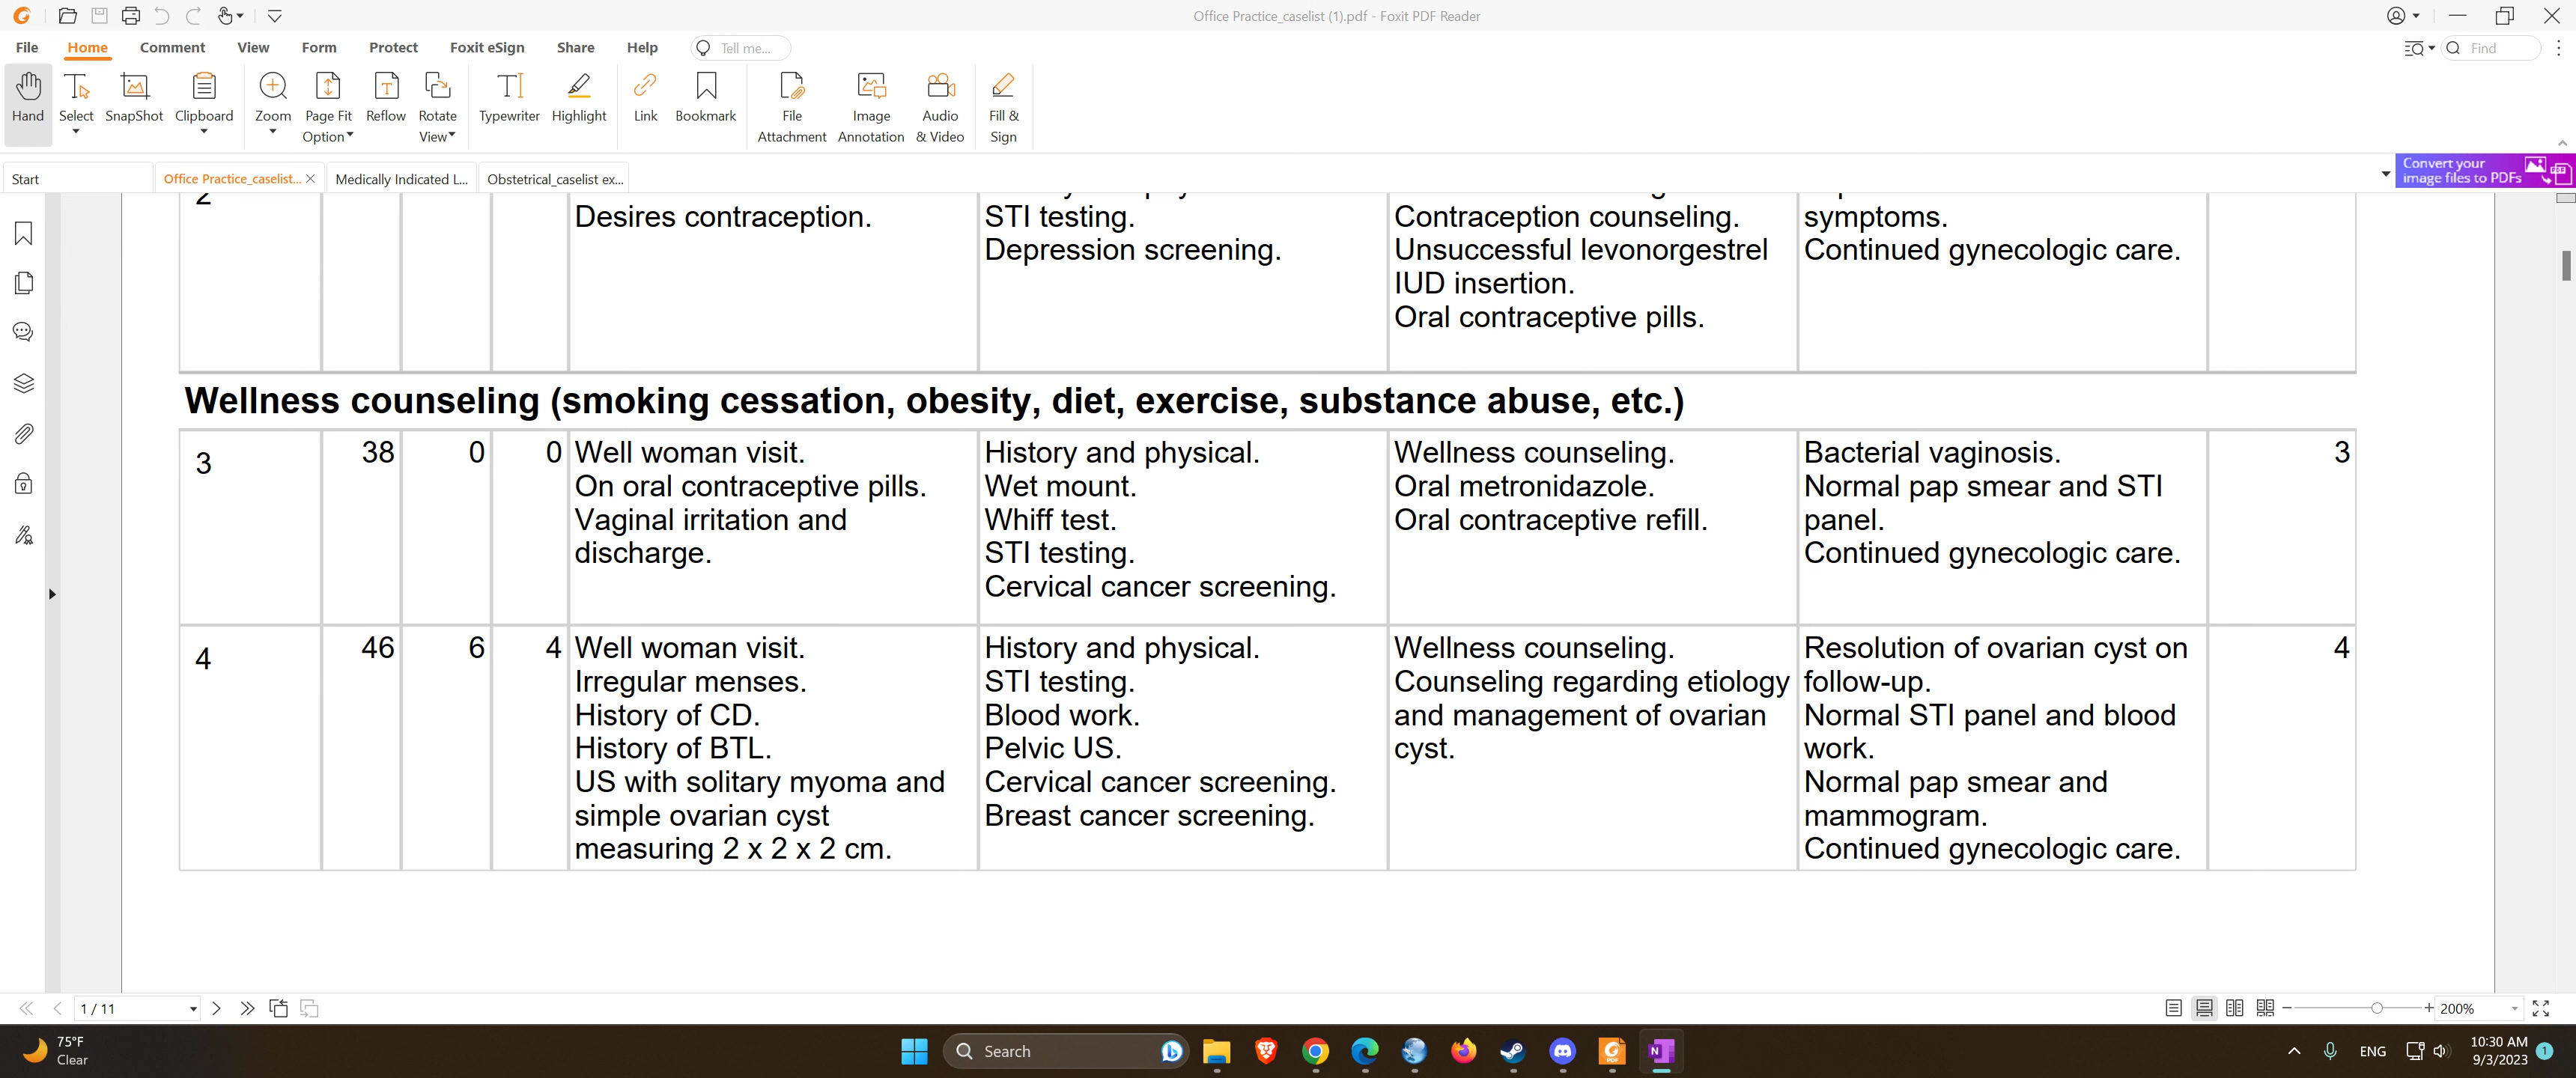 Office Practice_caselist (1).pdf - Foxit PDF Reader
File Home Comment View Form Protect Foxit eSign Share Help Tell me... Find
Hand Select SnapShot Clipboard Zoom Page Fit Option Reflow Rotate View Typewriter Highlight Link Bookmark File Attachment Image Annotation Audio & Video Fill & Sign
Start Office Practice_caselist... Medically Indicated L... Obstetrical_caselist ex...
Convert your
image files to PDFs
2
Desires contraception.
STI testing.
Depression screening.
Contraception counseling.
Unsuccessful levonorgestrel
IUD insertion.
Oral contraceptive pills.
symptoms.
Continued gynecologic care.
Wellness counseling (smoking cessation, obesity, diet, exercise, substance abuse, etc.)
3
38
0
0
Well woman visit.
On oral contraceptive pills.
Vaginal irritation and
discharge.
History and physical.
Wet mount.
Whiff test.
STI testing.
Cervical cancer screening.
Wellness counseling.
Oral metronidazole.
Oral contraceptive refill.
Bacterial vaginosis.
Normal pap smear and STI
panel.
Continued gynecologic care.
3
4
46
6
4
Well woman visit.
Irregular menses.
History of CD.
History of BTL.
US with solitary myoma and
simple ovarian cyst
measuring 2 x 2 x 2 cm.
History and physical.
STI testing.
Blood work.
Pelvic US.
Cervical cancer screening.
Breast cancer screening.
Wellness counseling.
Counseling regarding etiology
and management of ovarian
cyst.
Resolution of ovarian cyst on
follow-up.
Normal STI panel and blood
work.
Normal pap smear and
mammogram.
Continued gynecologic care.
4
1 / 11
200%
75°F
Clear
Search
ENG
10:30 AM
9/3/2023
1